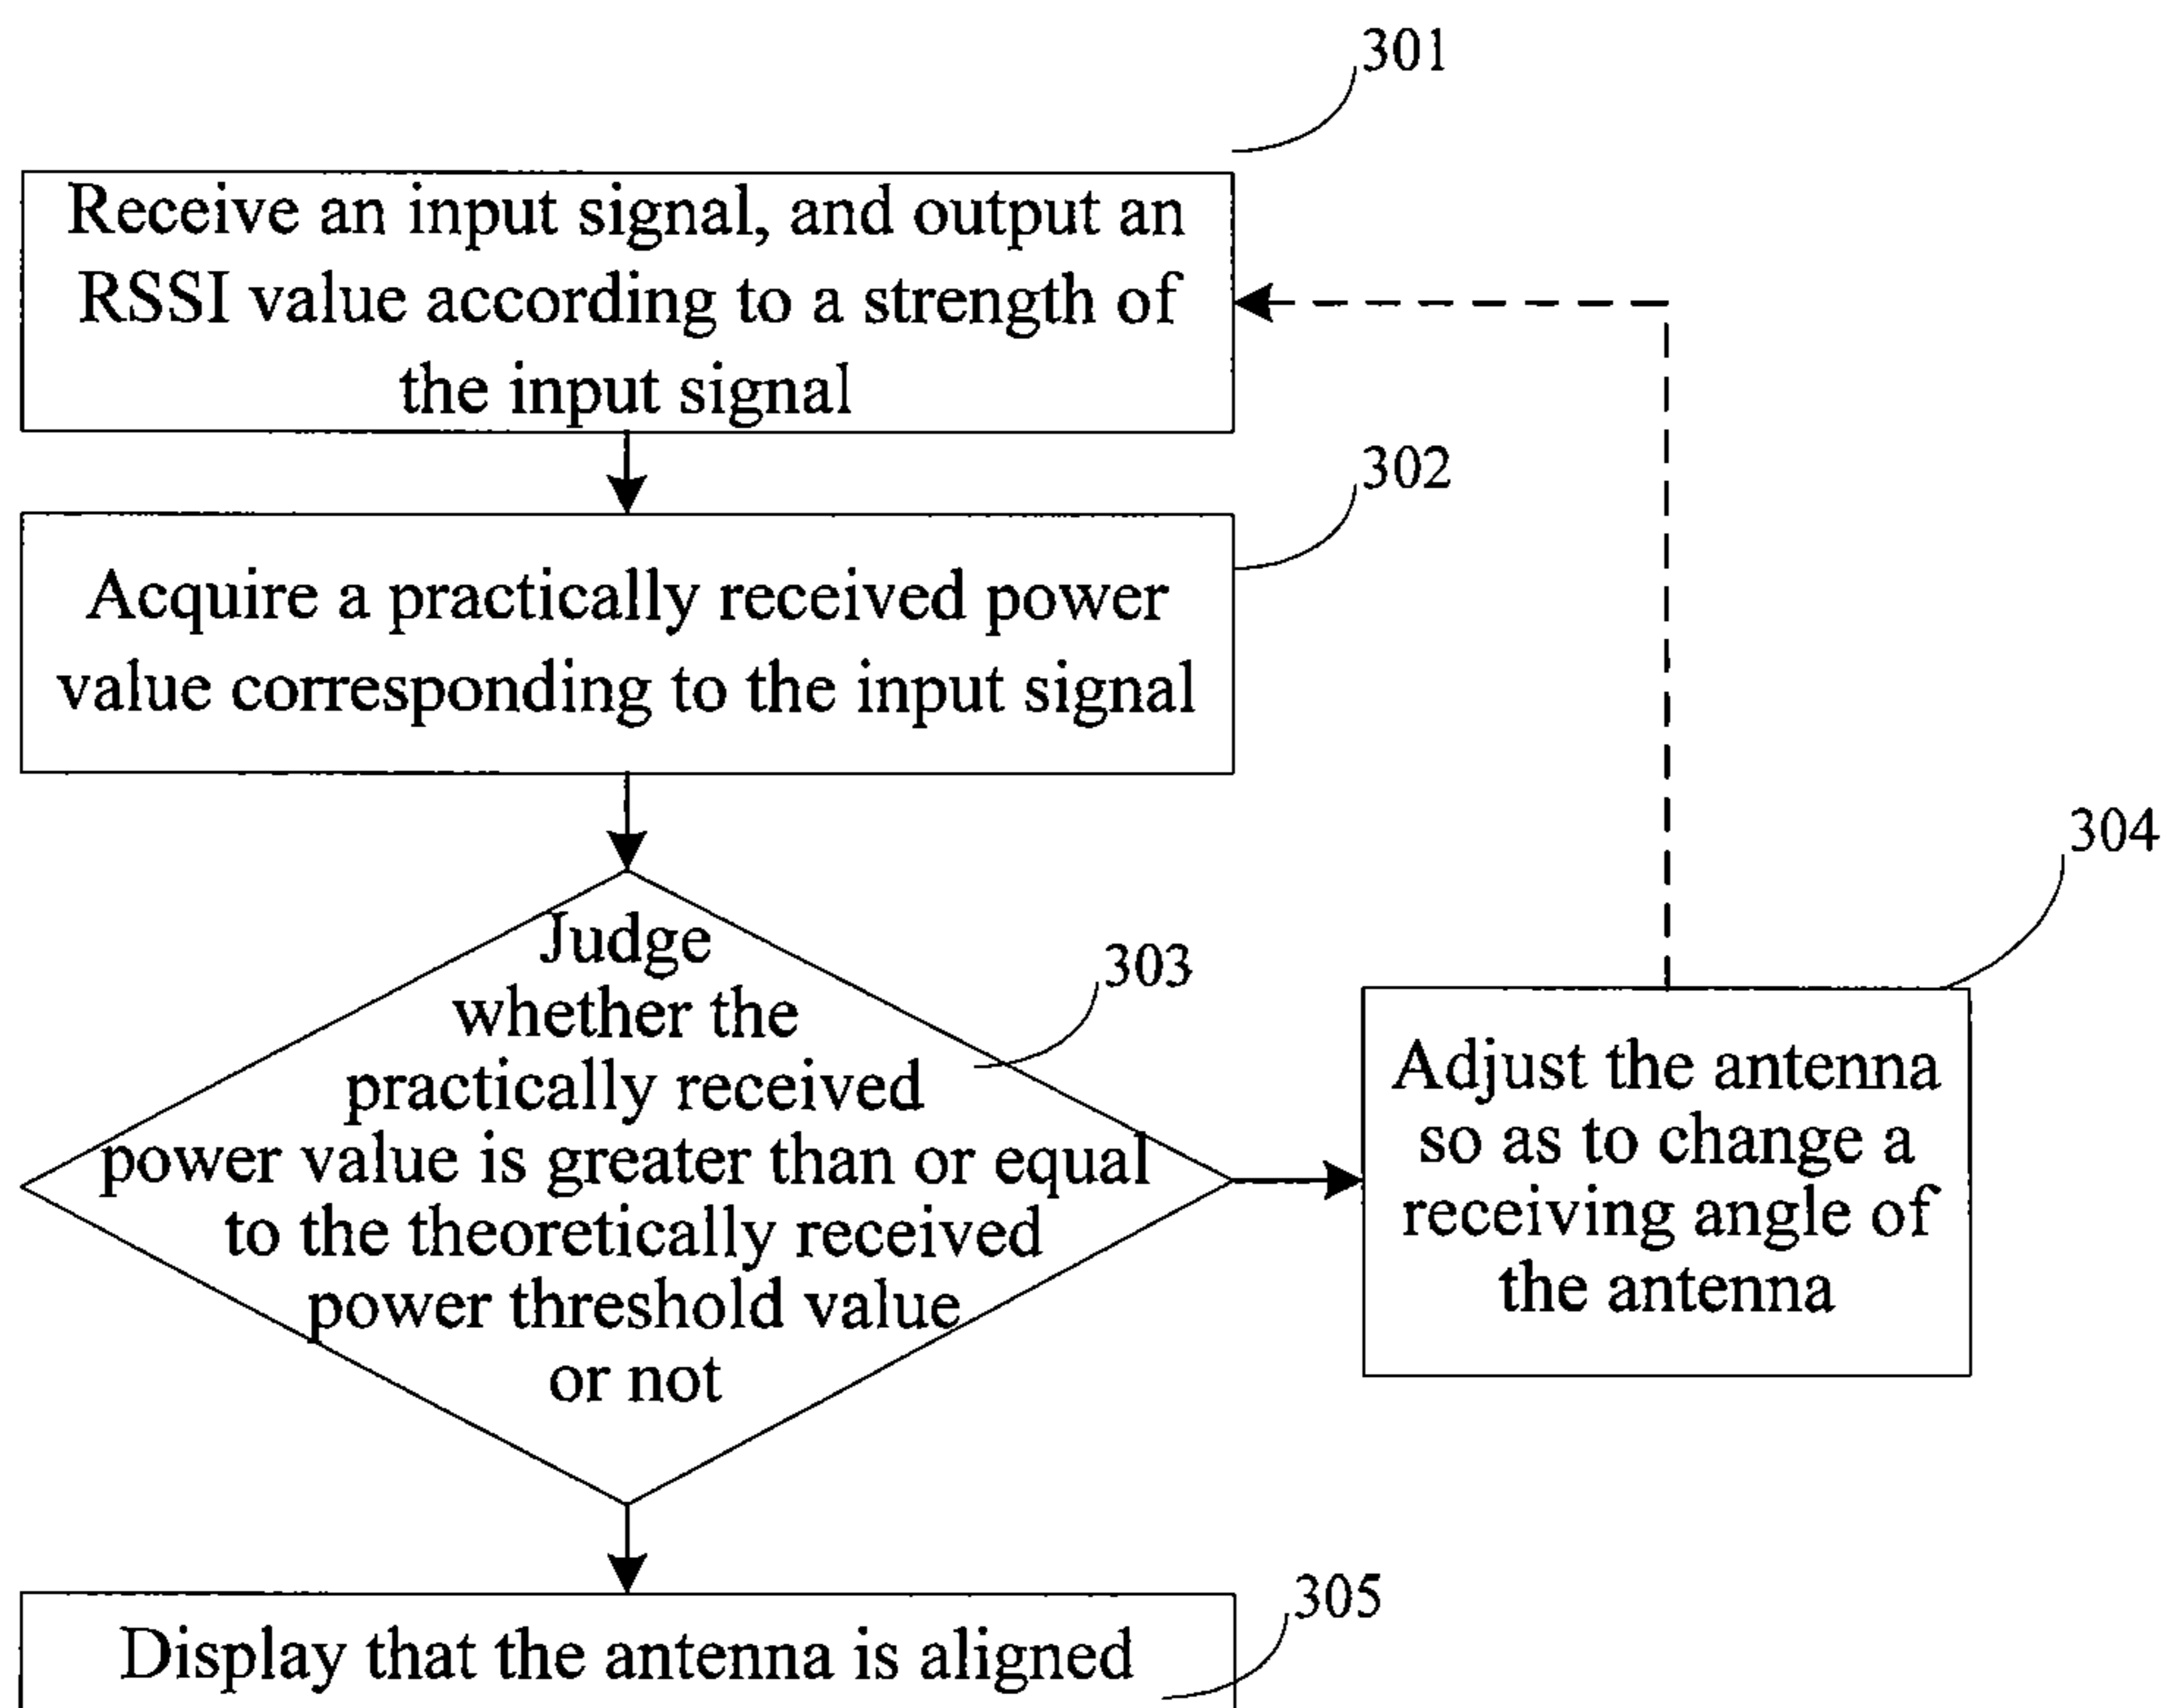 301
Receive an input signal, and output an
RSSI value according to a strength of
the input signal
302
Acquire a practically received power
value corresponding to the input signal
304
303
Judge
whether the
practically received
power value is greater than or equal
to the theoretically received
power threshold value
or not
Adjust the antenna
so as to change a
receiving angle of
the antenna
305
Display that the antenna is aligned